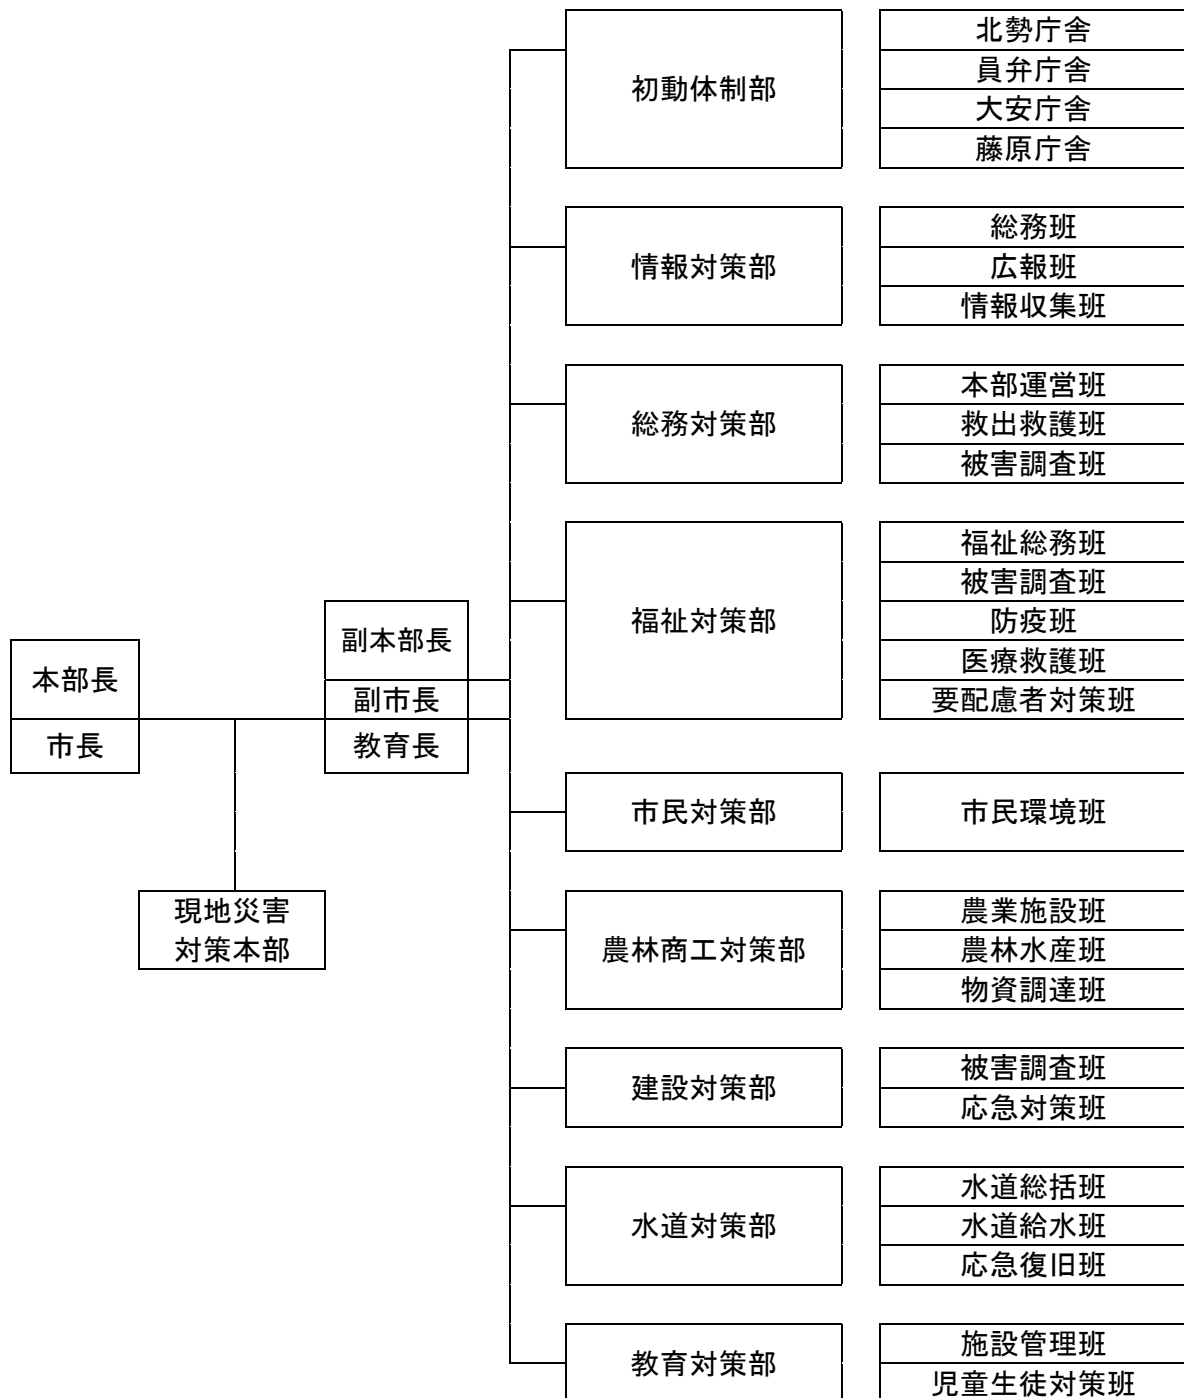 本部長
市長
現地災害
対策本部
副本部長
副市長
教育長
初動体制部
北勢庁舎
員弁庁舎
大安庁舎
藤原庁舎
情報対策部
総務班
広報班
情報収集班
総務対策部
本部運営班
救出救護班
被害調査班
福祉対策部
福祉総務班
被害調査班
防疫班
医療救護班
要配慮者対策班
市民対策部
市民環境班
農林商工対策部
農業施設班
農林水産班
物資調達班
建設対策部
被害調査班
応急対策班
水道対策部
水道総括班
水道給水班
応急復旧班
教育対策部
施設管理班
児童生徒対策班